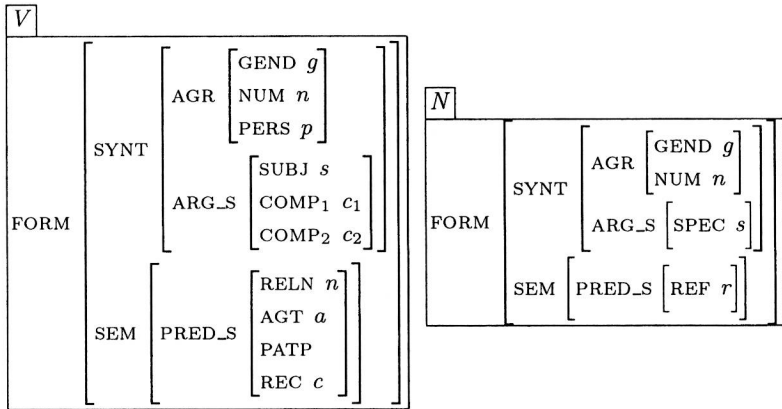 V
FORM
SYNT
AGR
GEND g
NUM n
PERS p
ARG_S
SUBJ s
COMP₁ c₁
COMP₂ c₂
SEM
PRED_S
RELN n
AGT a
PATP
REC c
N
FORM
SYNT
AGR
GEND g
NUM n
ARG_S
SPEC s
SEM
PRED_S
REF r